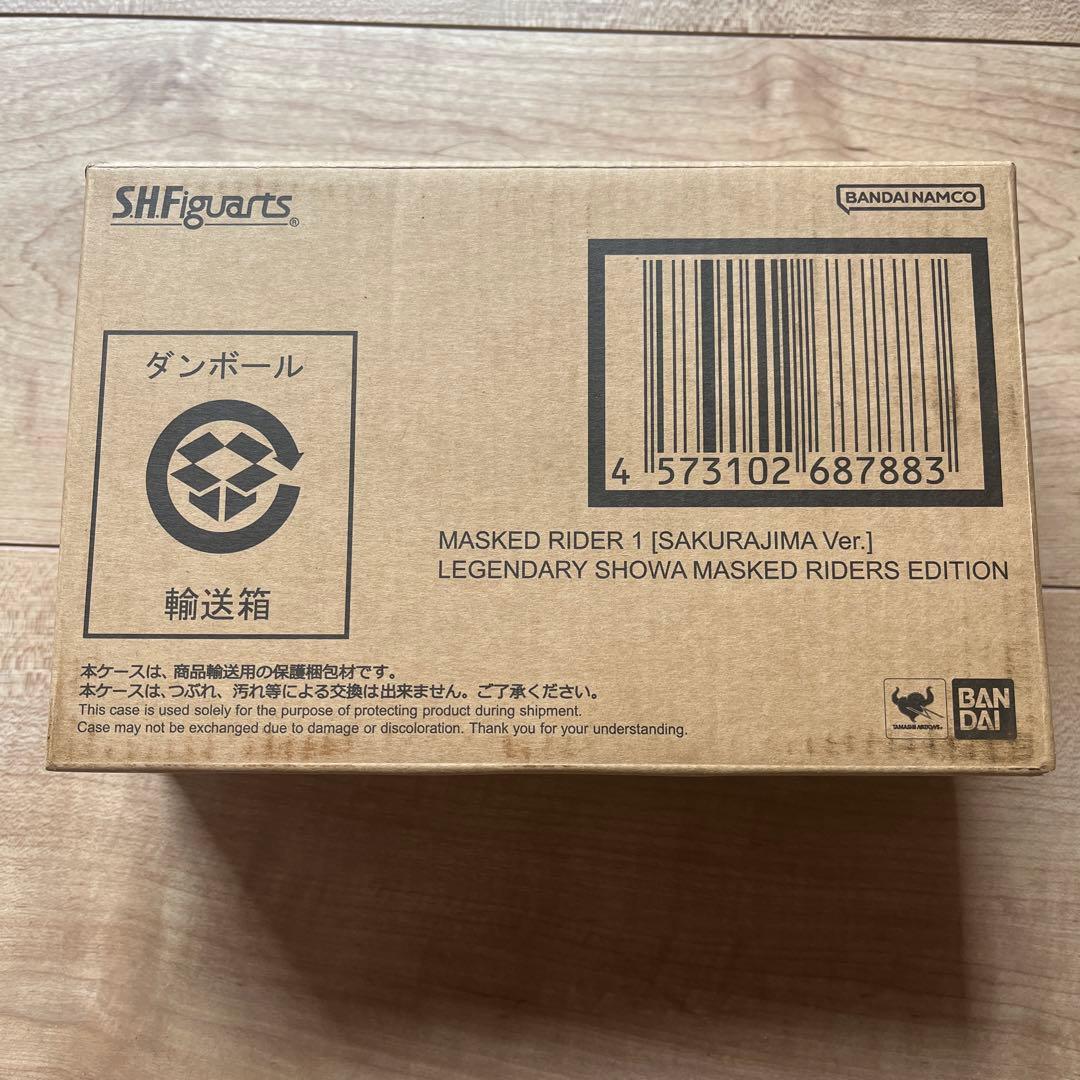 S.H.Figuarts®
BANDAI NAMCO
ダンボール
輸送箱
4 573102 687883
MASKED RIDER 1 [SAKURAJIMA Ver.]
LEGENDARY SHOWA MASKED RIDERS EDITION
本ケースは、商品輸送用の保護梱包材です。
本ケースは、つぶれ、汚れ等による交換は出来ません。ご了承ください。
This case is used solely for the purpose of protecting product during shipment.
Case may not be exchanged due to damage or discoloration. Thank you for your understanding.
TAMASHII NATIONS
BAN
DAI